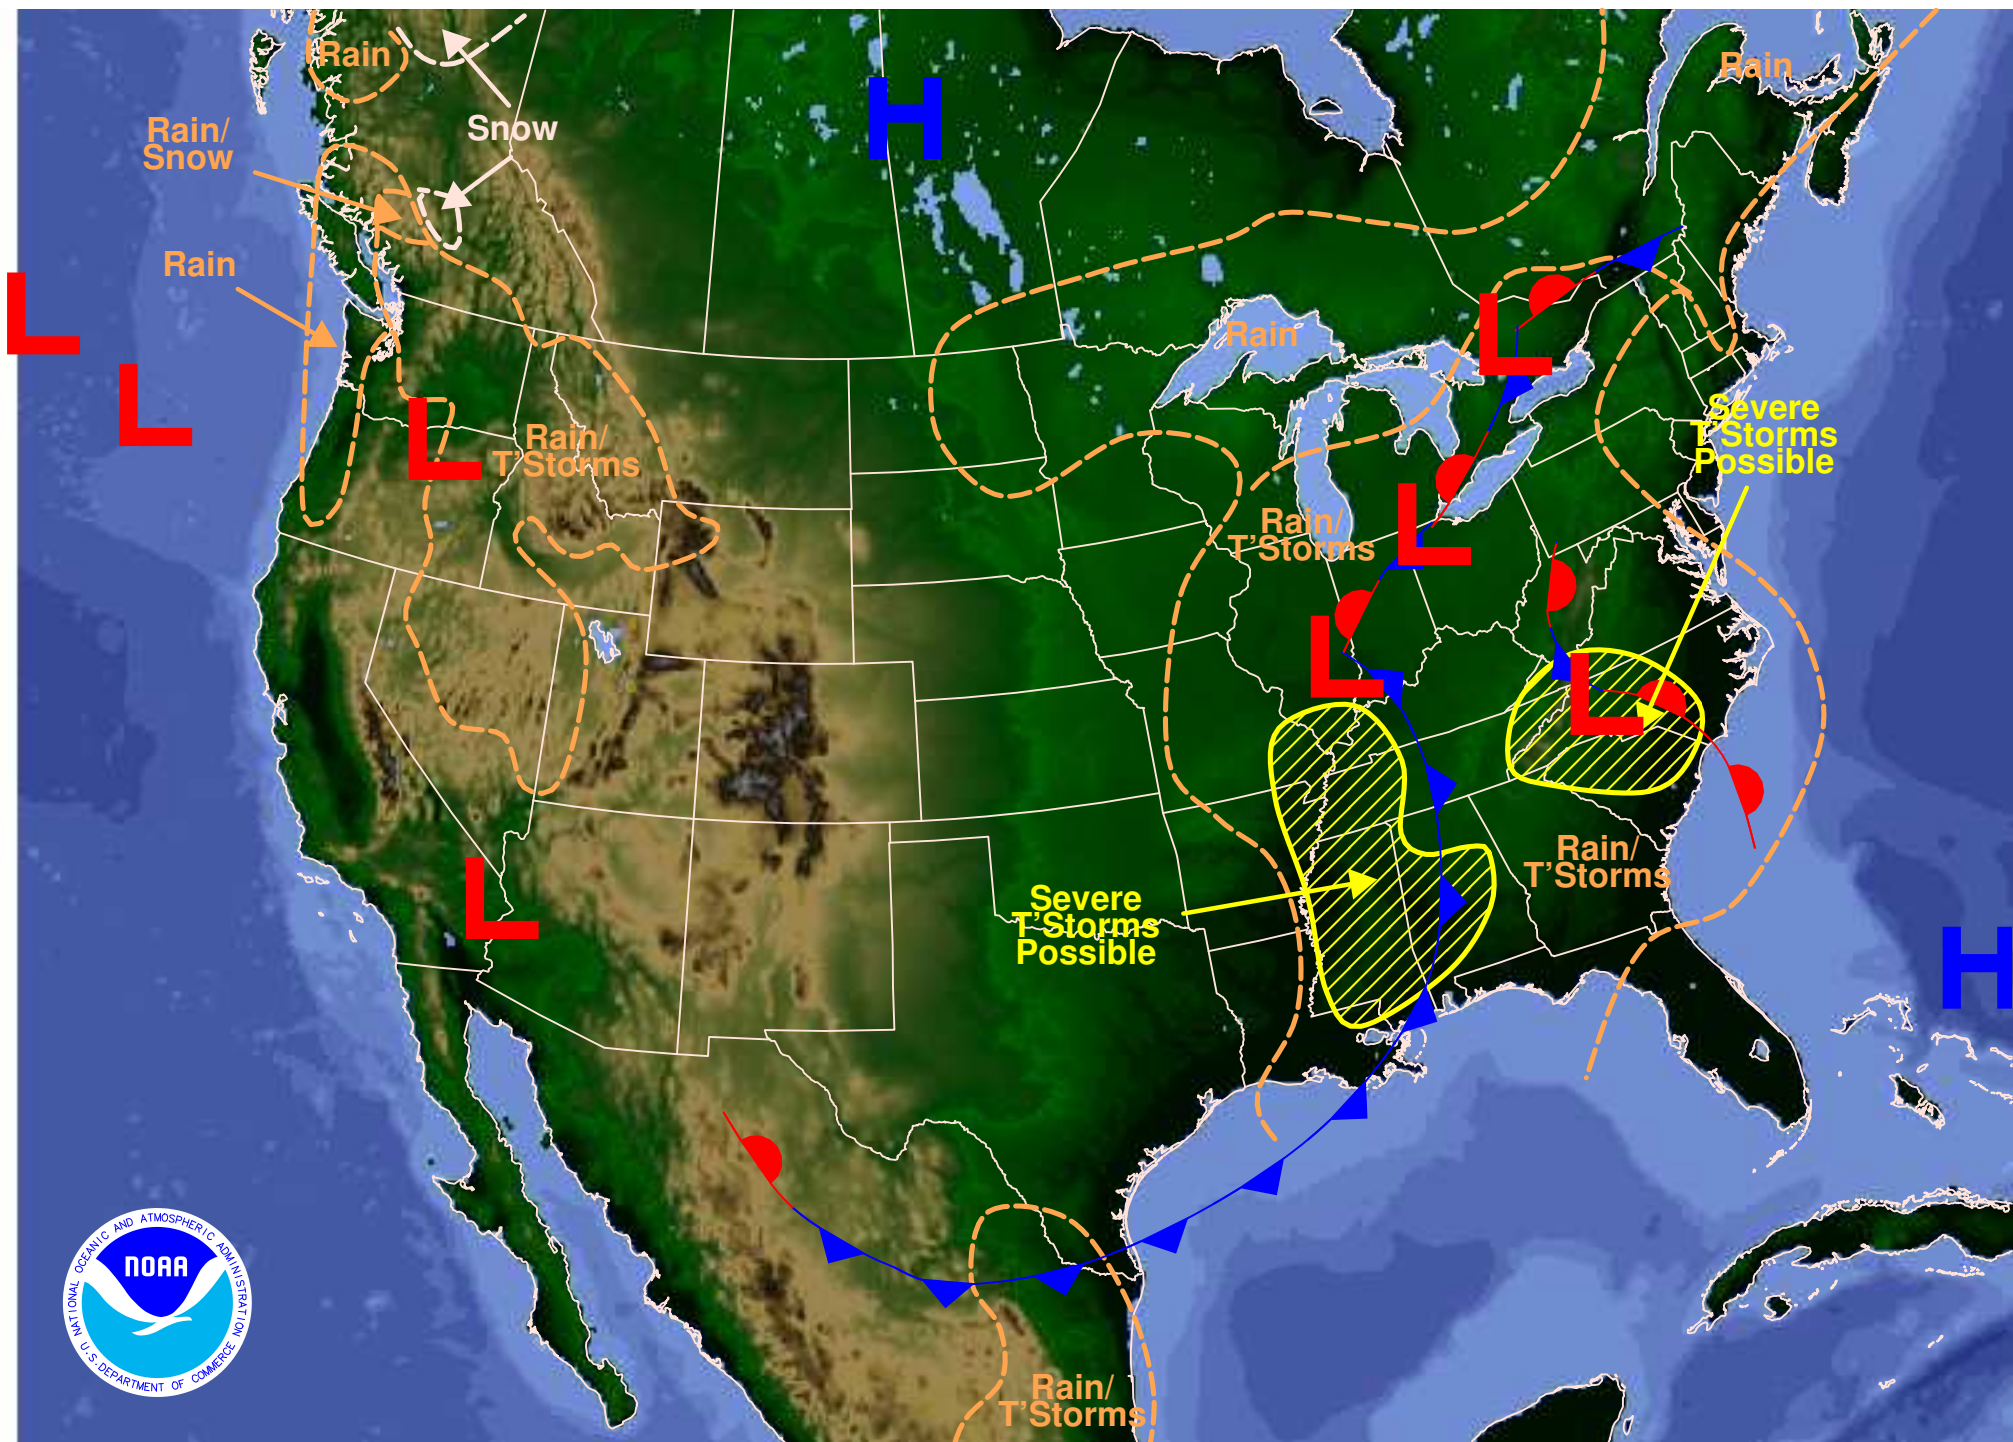 Rain
Rain
H
Snow
Rain/
Snow
Rain
L
L
L
Rain/
T'Storms
Rain
L
L
Rain/
T'Storms
Severe
T'Storms
Possible
L
L
L
Severe
T'Storms
Possible
Rain/
T'Storms
H
Rain/
T'Storms
NATIONAL OCEANIC AND ATMOSPHERIC ADMINISTRATION
NOAA
U.S. DEPARTMENT OF COMMERCE